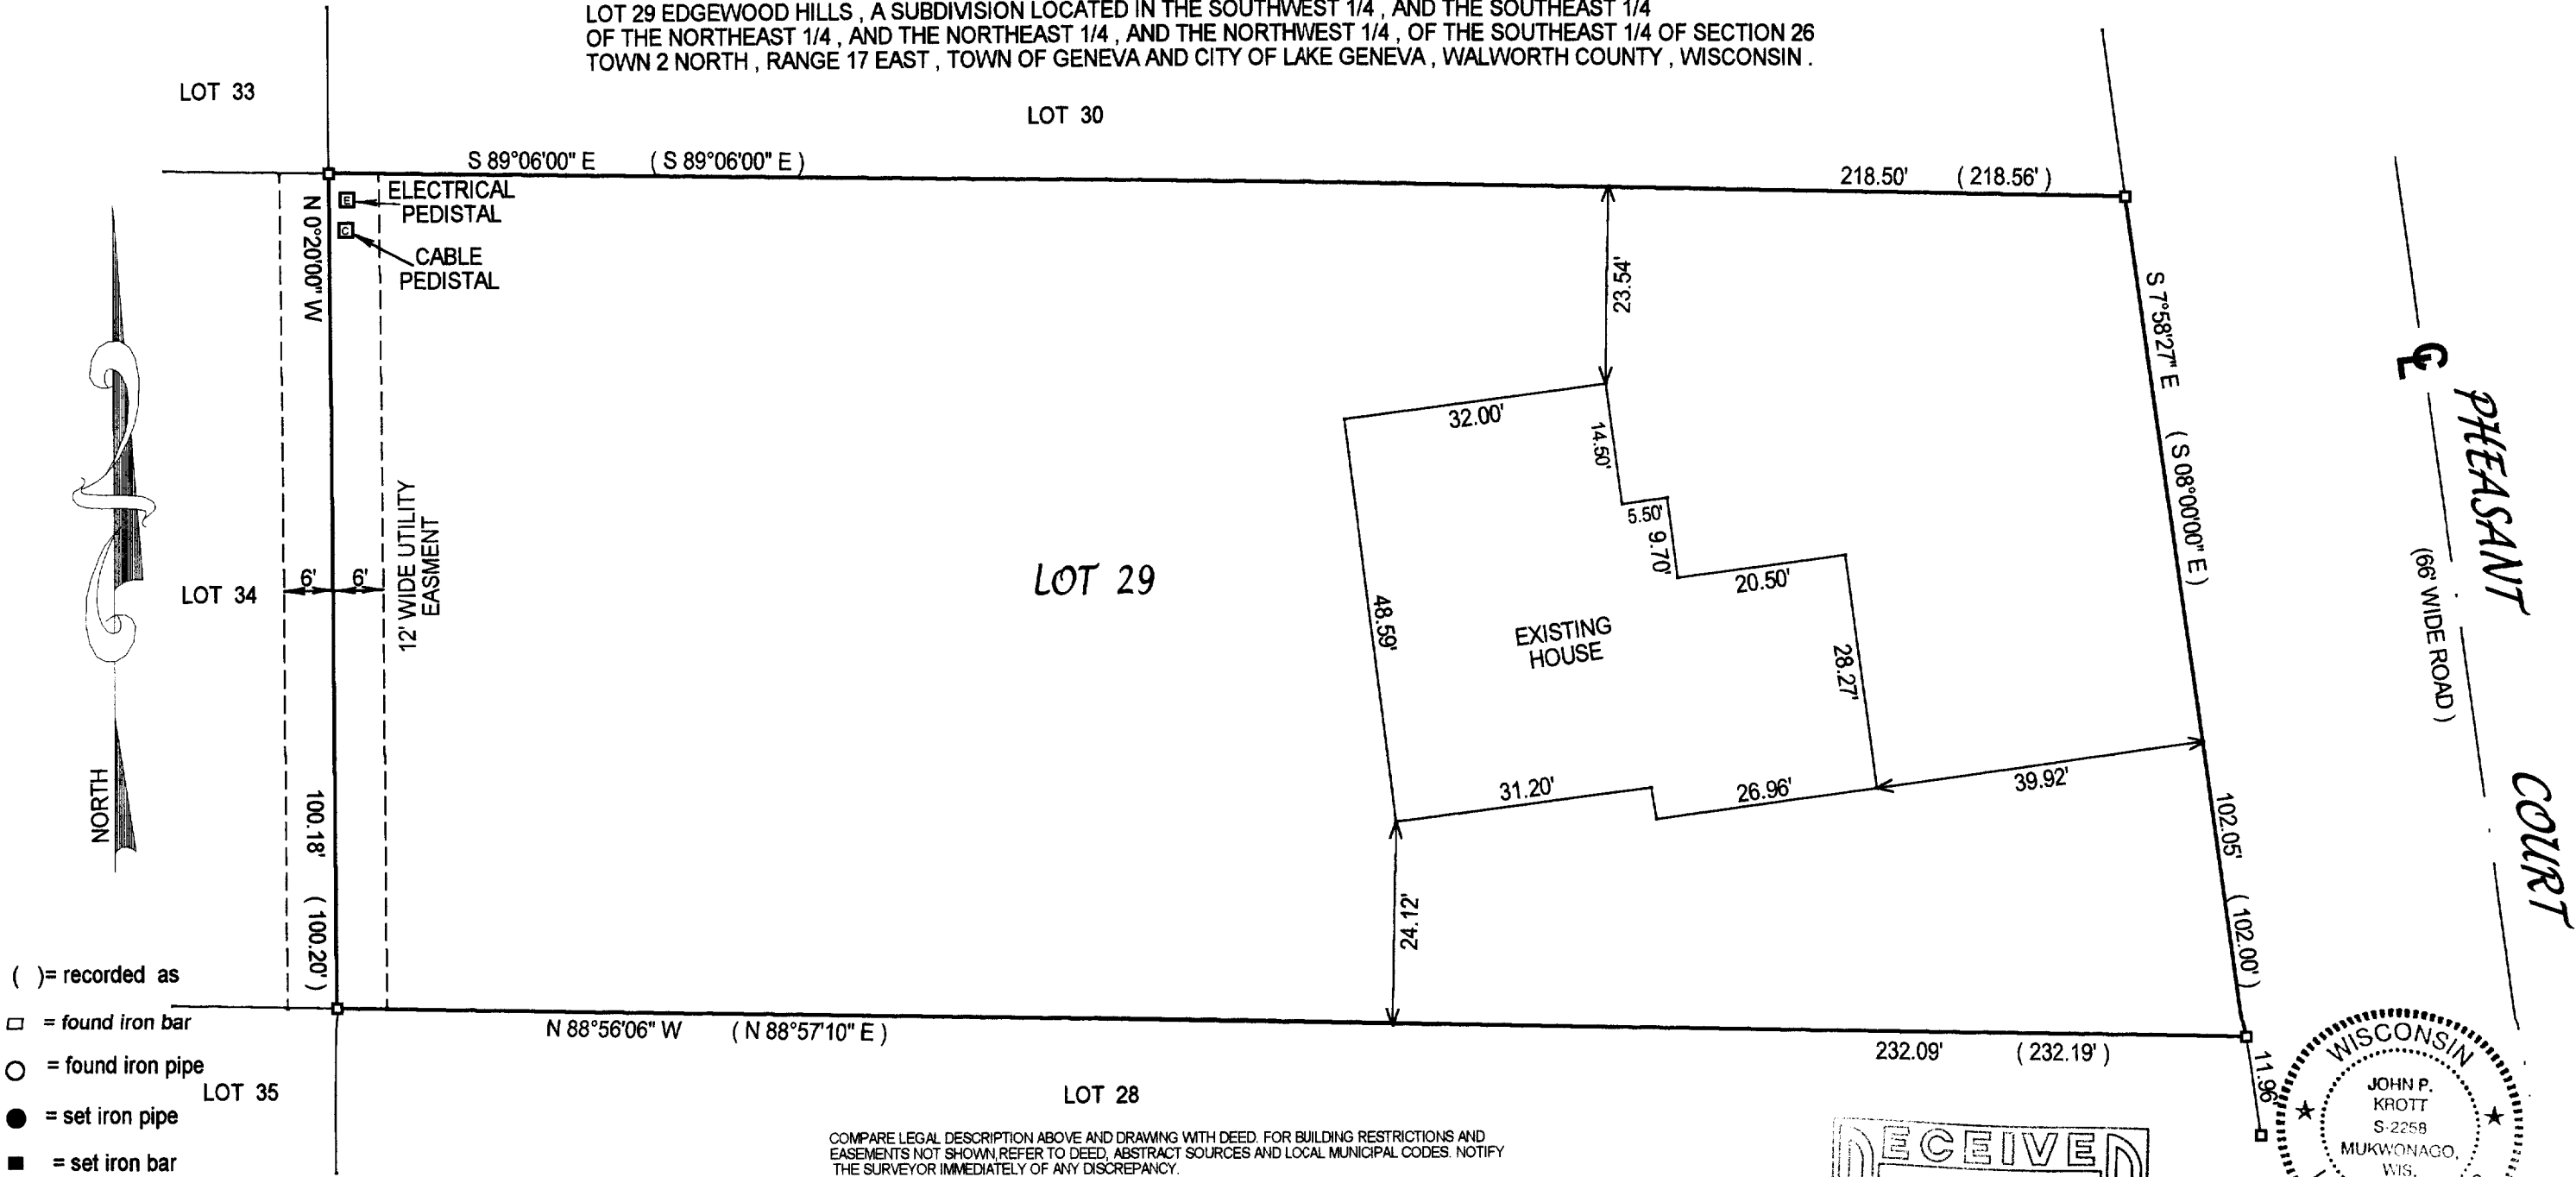 LOT 29 EDGEWOOD HILLS , A SUBDIVISION LOCATED IN THE SOUTHWEST 1/4 , AND THE SOUTHEAST 1/4
OF THE NORTHEAST 1/4 , AND THE NORTHEAST 1/4 , AND THE NORTHWEST 1/4 , OF THE SOUTHEAST 1/4 OF SECTION 26
TOWN 2 NORTH , RANGE 17 EAST , TOWN OF GENEVA AND CITY OF LAKE GENEVA , WALWORTH COUNTY , WISCONSIN .
LOT 33
LOT 30
S 89°06'00" E ( S 89°06'00" E )
218.50' ( 218.56' )
E
ELECTRICAL
PEDISTAL
C
CABLE
PEDISTAL
N 0°20'00" W
23.54'
S 7°58'27" E ( S 08°00'00" E )
CL
PHEASANT COURT
(66' WIDE ROAD )
32.00'
14.50'
5.50'
9.70'
20.50'
12' WIDE UTILITY
EASMENT
6'
6'
LOT 34
LOT 29
48.59'
EXISTING
HOUSE
28.27'
NORTH
31.20'
26.96'
39.92'
100.18' ( 100.20' )
102.05' ( 102.00' )
24.12'
( )= recorded as
= found iron bar
= found iron pipe
= set iron pipe
= set iron bar
N 88°56'06" W ( N 88°57'10" E )
232.09' ( 232.19' )
11.96'
LOT 35
LOT 28
COMPARE LEGAL DESCRIPTION ABOVE AND DRAWING WITH DEED. FOR BUILDING RESTRICTIONS AND
EASEMENTS NOT SHOWN,REFER TO DEED, ABSTRACT SOURCES AND LOCAL MUNICIPAL CODES. NOTIFY
THE SURVEYOR IMMEDIATELY OF ANY DISCREPANCY.
RECEIVED
WISCONSIN
JOHN P.
KROTT
S-2258
MUKWONAGO,
WIS.